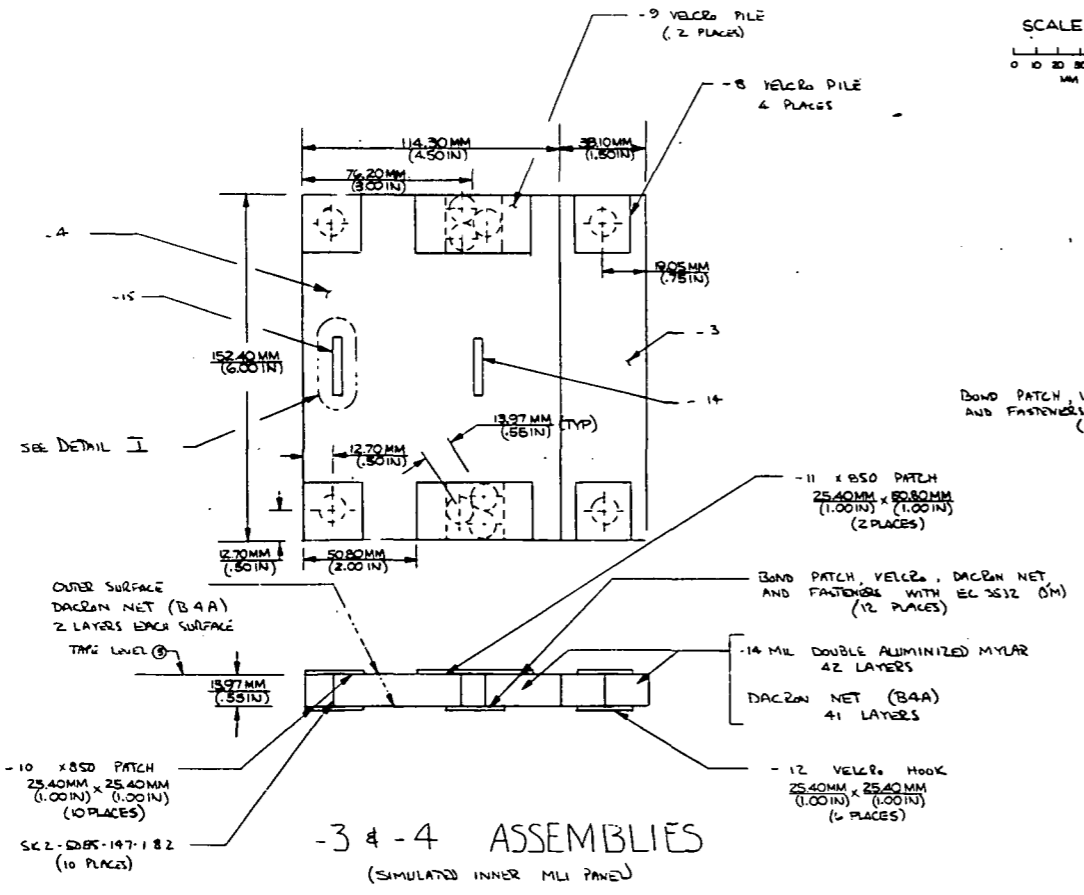 -9 VELCRO PILE
(.2 PLACES)
SCALE
0 10 20 30
MM
-8 VELCRO PILE
4 PLACES
114.30MM
(4.50IN)
38.10MM
(1.50IN)
76.20MM
(3.00IN)
-4
19.05MM
(.75IN)
-15
-3
152.40MM
(6.00IN)
-14
BOND PATCH, V
AND FASTENERS
(
13.97MM (TYP)
(.55IN)
SEE DETAIL I
12.70MM
(.50IN)
-11 X850 PATCH
25.40MM x 50.80MM
(1.00IN) (1.00IN)
(2 PLACES)
12.70MM
(.50IN)
50.80MM
(2.00IN)
OUTER SURFACE
DACRON NET (B4A)
2 LAYERS EACH SURFACE
BOND PATCH, VELCRO, DACRON NET
AND FASTENERS WITH EC 3532 (3M)
(12 PLACES)
TAPE LEVEL ③
13.97MM
(.55IN)
.14 MIL DOUBLE ALUMINIZED MYLAR
42 LAYERS
DACRON NET (B4A)
41 LAYERS
-10 X850 PATCH
25.40MM x 25.40MM
(1.00IN) (1.00IN)
(10 PLACES)
-12 VELCRO HOOK
25.40MM x 25.40MM
(1.00IN) (1.00IN)
(6 PLACES)
SK2-5085-147-1 & 2
(10 PLACES)
-3 & -4 ASSEMBLIES
(SIMULATED INNER MLI PANEL)